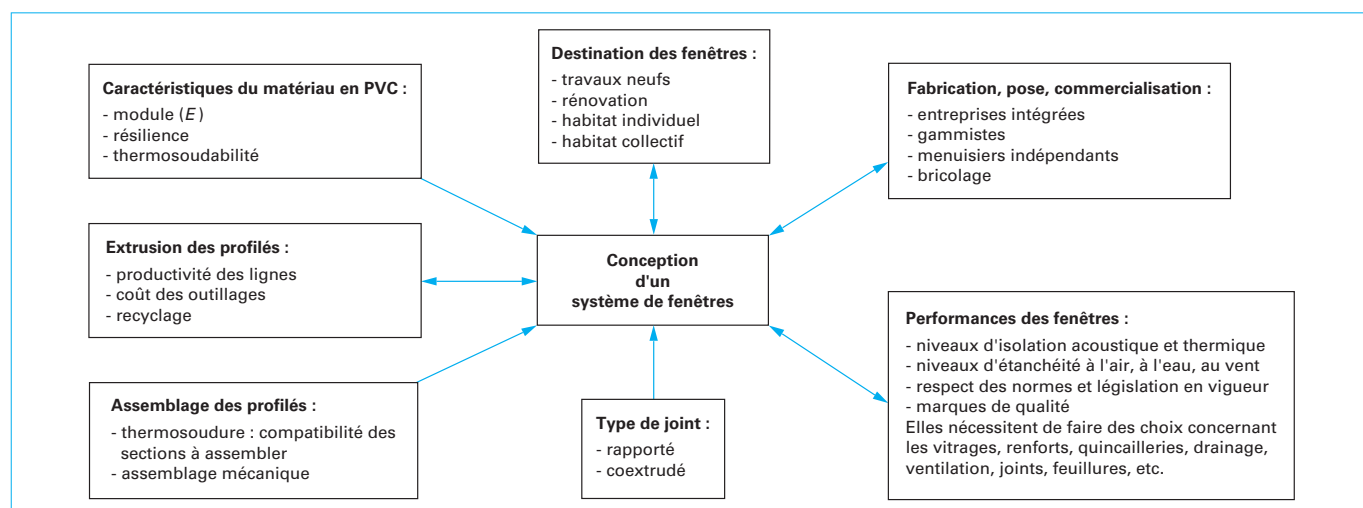 Caractéristiques du matériau en PVC :
- module (E)
- résilience
- thermosoudabilité
Destination des fenêtres :
- travaux neufs
- rénovation
- habitat individuel
- habitat collectif
Fabrication, pose, commercialisation :
- entreprises intégrées
- gammistes
- menuisiers indépendants
- bricolage
Extrusion des profilés :
- productivité des lignes
- coût des outillages
- recyclage
Conception
d'un
système de fenêtres
Performances des fenêtres :
- niveaux d'isolation acoustique et thermique
- niveaux d'étanchéité à l'air, à l'eau, au vent
- respect des normes et législation en vigueur
- marques de qualité
Elles nécessitent de faire des choix concernant
les vitrages, renforts, quincailleries, drainage,
ventilation, joints, feuillures, etc.
Assemblage des profilés :
- thermosoudure : compatibilité des
sections à assembler
- assemblage mécanique
Type de joint :
- rapporté
- coextrudé